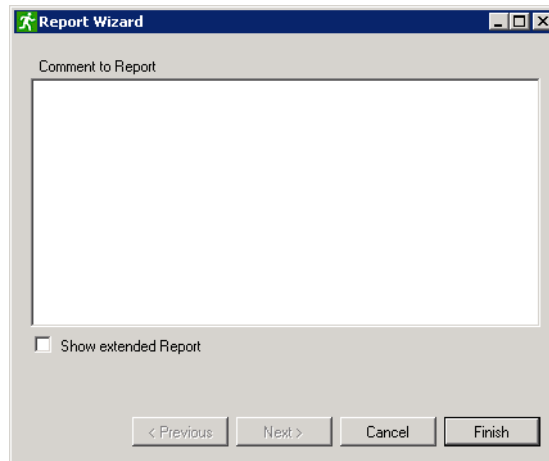 Report Wizard
Comment to Report
Show extended Report
< Previous Next > Cancel Finish